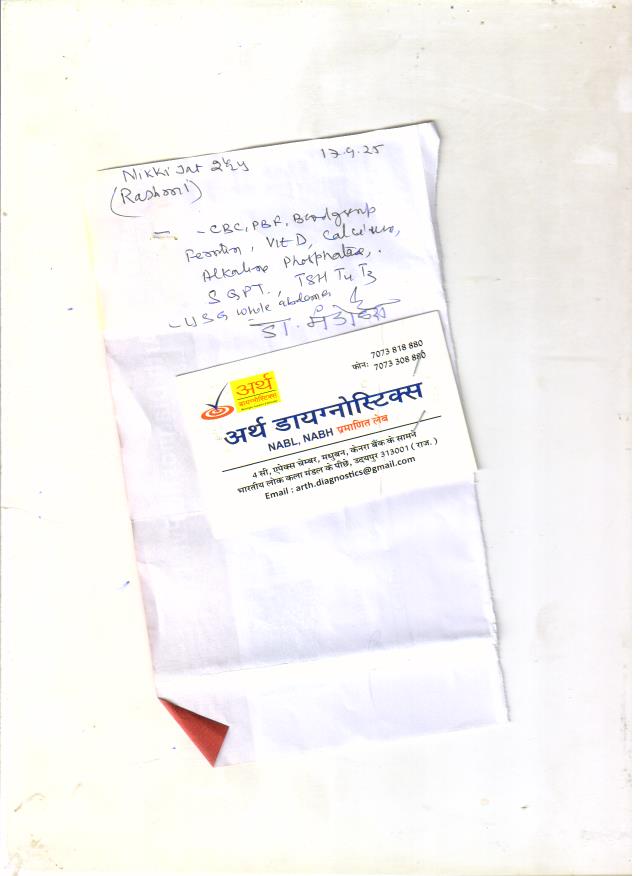 Nikki Jat 2½y 17.9.25
(Rashmi)
- CBC, PBF, Bloodgroup
Ferritin, Vit D, Calcium,
Alkaline Phosphatase,
SGPT, TSH T4 T3
- USG whole abdomen
डा.
अर्थ
डायग्नोस्टिक्स
फोन: 7073 818 880
7073 308 880
अर्थ डायग्नोस्टिक्स
NABL, NABH प्रमाणित लेब
4 सी, एपेक्स चेम्बर, मधुबन, केनरा बैंक के सामने
भारतीय लोक कला मंडल के पीछे, उदयपुर 313001 ( राज. )
Email : arth.diagnostics@gmail.com